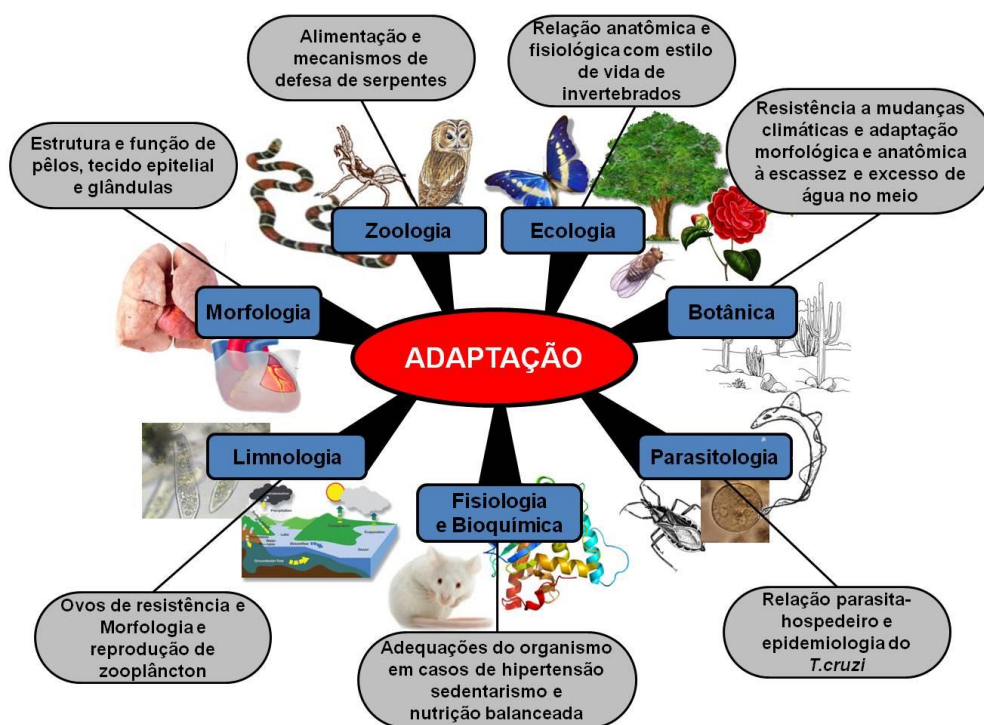 Alimentação e
mecanismos de
defesa de serpentes
Relação anatômica e
fisiológica com estilo
de vida de
invertebrados
Estrutura e função de
pêlos, tecido epitelial
e glândulas
Resistência a mudanças
climáticas e adaptação
morfológica e anatômica
à escassez e excesso de
água no meio
Zoologia
Ecologia
Morfologia
Botânica
ADAPTAÇÃO
Limnologia
Parasitologia
Fisiologia
e Bioquímica
Ovos de resistência e
Morfologia e
reprodução de
zooplâncton
Adequações do organismo
em casos de hipertensão
sedentarismo e
nutrição balanceada
Relação parasita-
hospedeiro e
epidemiologia do
T.cruzi